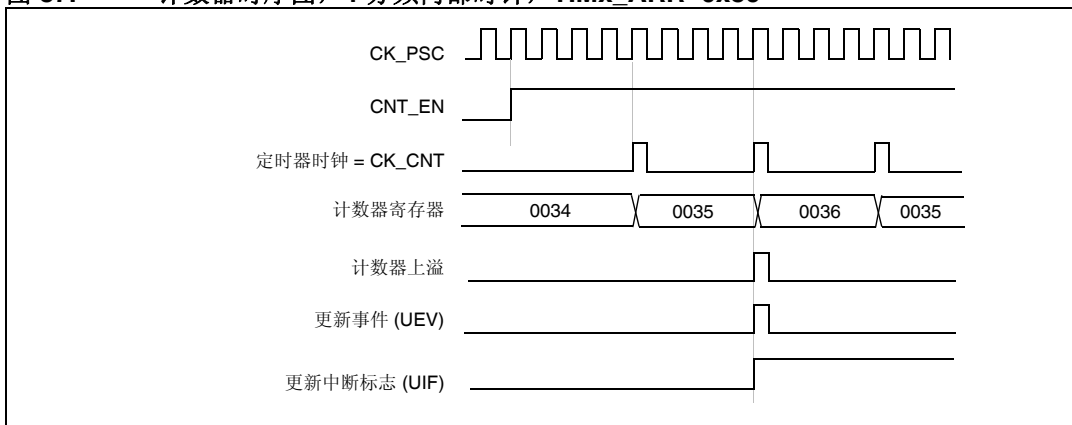 CK_PSC
CNT_EN
定时器时钟 = CK_CNT
计数器寄存器 0034 0035 0036 0035
计数器上溢
更新事件 (UEV)
更新中断标志 (UIF)